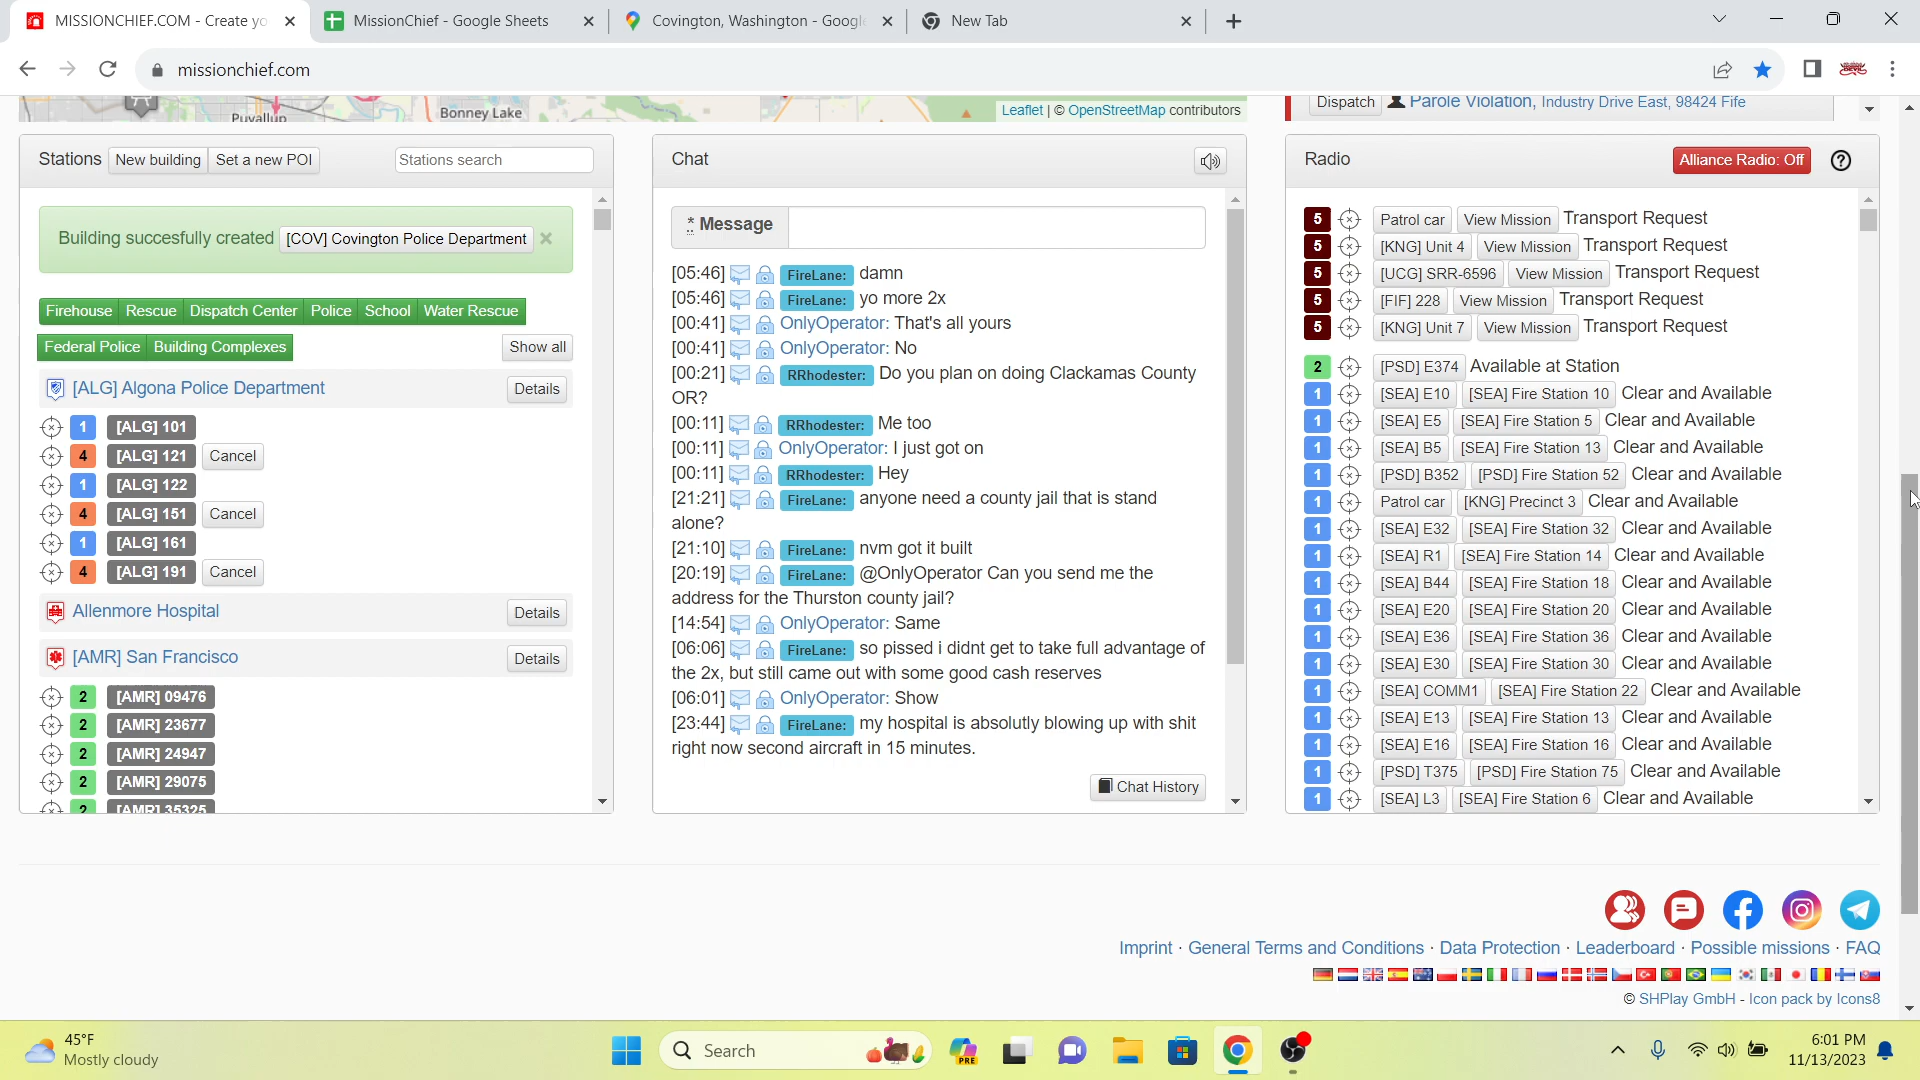 MISSIONCHIEF.COM - Create yo
MissionChief - Google Sheets
Covington, Washington - Google
New Tab
missionchief.com
Puyallup
Bonney Lake
Leaflet | © OpenStreetMap contributors
Dispatch Parole Violation, Industry Drive East, 98424 Fife
Stations New building Set a new POI Stations search
Building succesfully created [COV] Covington Police Department ×
Firehouse Rescue Dispatch Center Police School Water Rescue
Federal Police Building Complexes Show all
[ALG] Algona Police Department Details
1 [ALG] 101
4 [ALG] 121 Cancel
1 [ALG] 122
4 [ALG] 151 Cancel
1 [ALG] 161
4 [ALG] 191 Cancel
Allenmore Hospital Details
[AMR] San Francisco Details
2 [AMR] 09476
2 [AMR] 23677
2 [AMR] 24947
2 [AMR] 29075
2 [AMR] 35325
Chat
* Message
[05:46] FireLane: damn
[05:46] FireLane: yo more 2x
[00:41] OnlyOperator: That's all yours
[00:41] OnlyOperator: No
[00:21] RRhodester: Do you plan on doing Clackamas County
OR?
[00:11] RRhodester: Me too
[00:11] OnlyOperator: I just got on
[00:11] RRhodester: Hey
[21:21] FireLane: anyone need a county jail that is stand
alone?
[21:10] FireLane: nvm got it built
[20:19] FireLane: @OnlyOperator Can you send me the
address for the Thurston county jail?
[14:54] OnlyOperator: Same
[06:06] FireLane: so pissed i didnt get to take full advantage of
the 2x, but still came out with some good cash reserves
[06:01] OnlyOperator: Show
[23:44] FireLane: my hospital is absolutly blowing up with shit
right now second aircraft in 15 minutes.
Chat History
Radio Alliance Radio: Off ?
5 Patrol car View Mission Transport Request
5 [KNG] Unit 4 View Mission Transport Request
5 [UCG] SRR-6596 View Mission Transport Request
5 [FIF] 228 View Mission Transport Request
5 [KNG] Unit 7 View Mission Transport Request
2 [PSD] E374 Available at Station
1 [SEA] E10 [SEA] Fire Station 10 Clear and Available
1 [SEA] E5 [SEA] Fire Station 5 Clear and Available
1 [SEA] B5 [SEA] Fire Station 13 Clear and Available
1 [PSD] B352 [PSD] Fire Station 52 Clear and Available
1 Patrol car [KNG] Precinct 3 Clear and Available
1 [SEA] E32 [SEA] Fire Station 32 Clear and Available
1 [SEA] R1 [SEA] Fire Station 14 Clear and Available
1 [SEA] B44 [SEA] Fire Station 18 Clear and Available
1 [SEA] E20 [SEA] Fire Station 20 Clear and Available
1 [SEA] E36 [SEA] Fire Station 36 Clear and Available
1 [SEA] E30 [SEA] Fire Station 30 Clear and Available
1 [SEA] COMM1 [SEA] Fire Station 22 Clear and Available
1 [SEA] E13 [SEA] Fire Station 13 Clear and Available
1 [SEA] E16 [SEA] Fire Station 16 Clear and Available
1 [PSD] T375 [PSD] Fire Station 75 Clear and Available
1 [SEA] L3 [SEA] Fire Station 6 Clear and Available
Imprint · General Terms and Conditions · Data Protection · Leaderboard · Possible missions · FAQ
© SHPlay GmbH - Icon pack by Icons8
45°F
Mostly cloudy
Search
PRE
6:01 PM
11/13/2023